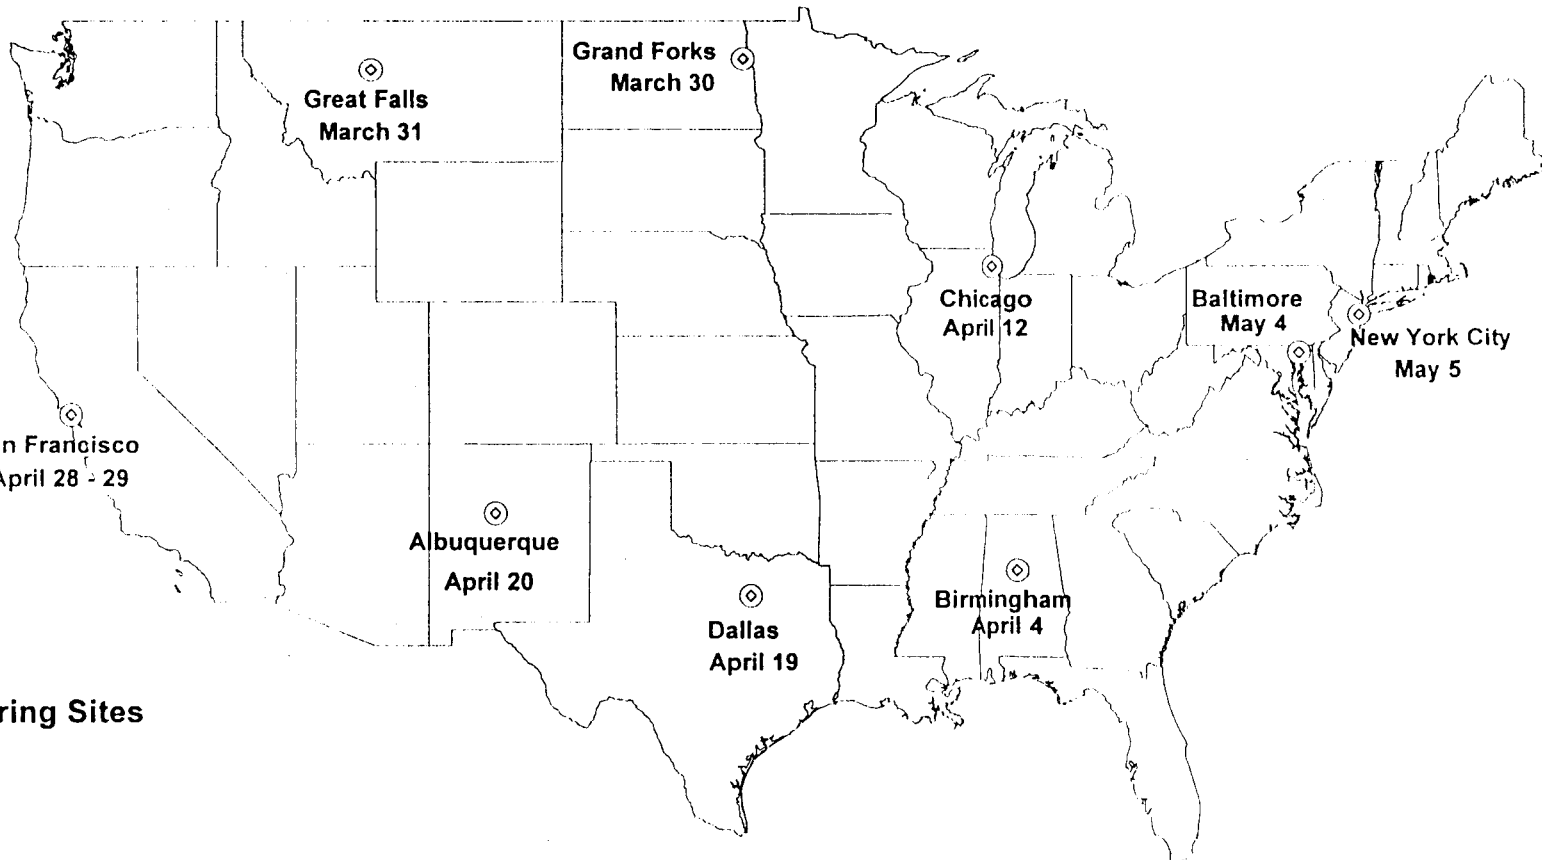 Grand Forks
March 30
Great Falls
March 31
Chicago
April 12
Baltimore
May 4
New York City
May 5
n Francisco
April 28 - 29
Albuquerque
April 20
Birmingham
April 4
Dallas
April 19
ring Sites